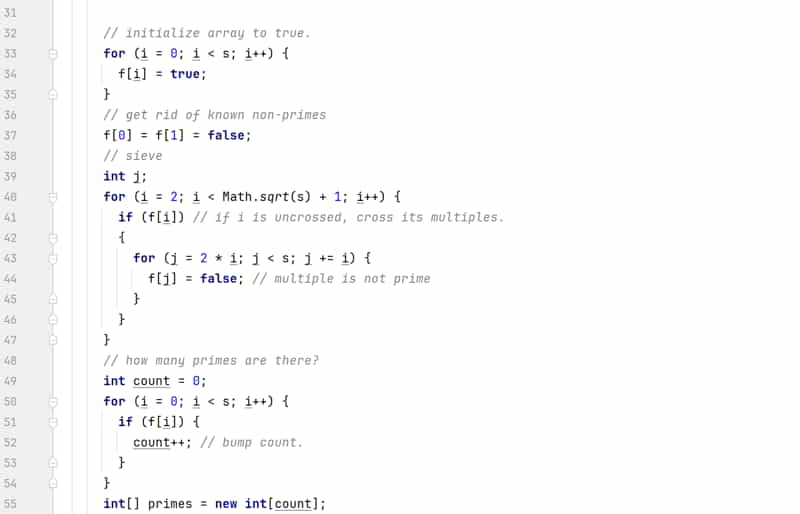 31
32 // initialize array to true.
33 for (i = 0; i < s; i++) {
34 f[i] = true;
35 }
36 // get rid of known non-primes
37 f[0] = f[1] = false;
38 // sieve
39 int j;
40 for (i = 2; i < Math.sqrt(s) + 1; i++) {
41 if (f[i]) // if i is uncrossed, cross its multiples.
42 {
43 for (j = 2 * i; j < s; j += i) {
44 f[j] = false; // multiple is not prime
45 }
46 }
47 }
48 // how many primes are there?
49 int count = 0;
50 for (i = 0; i < s; i++) {
51 if (f[i]) {
52 count++; // bump count.
53 }
54 }
55 int[] primes = new int[count];